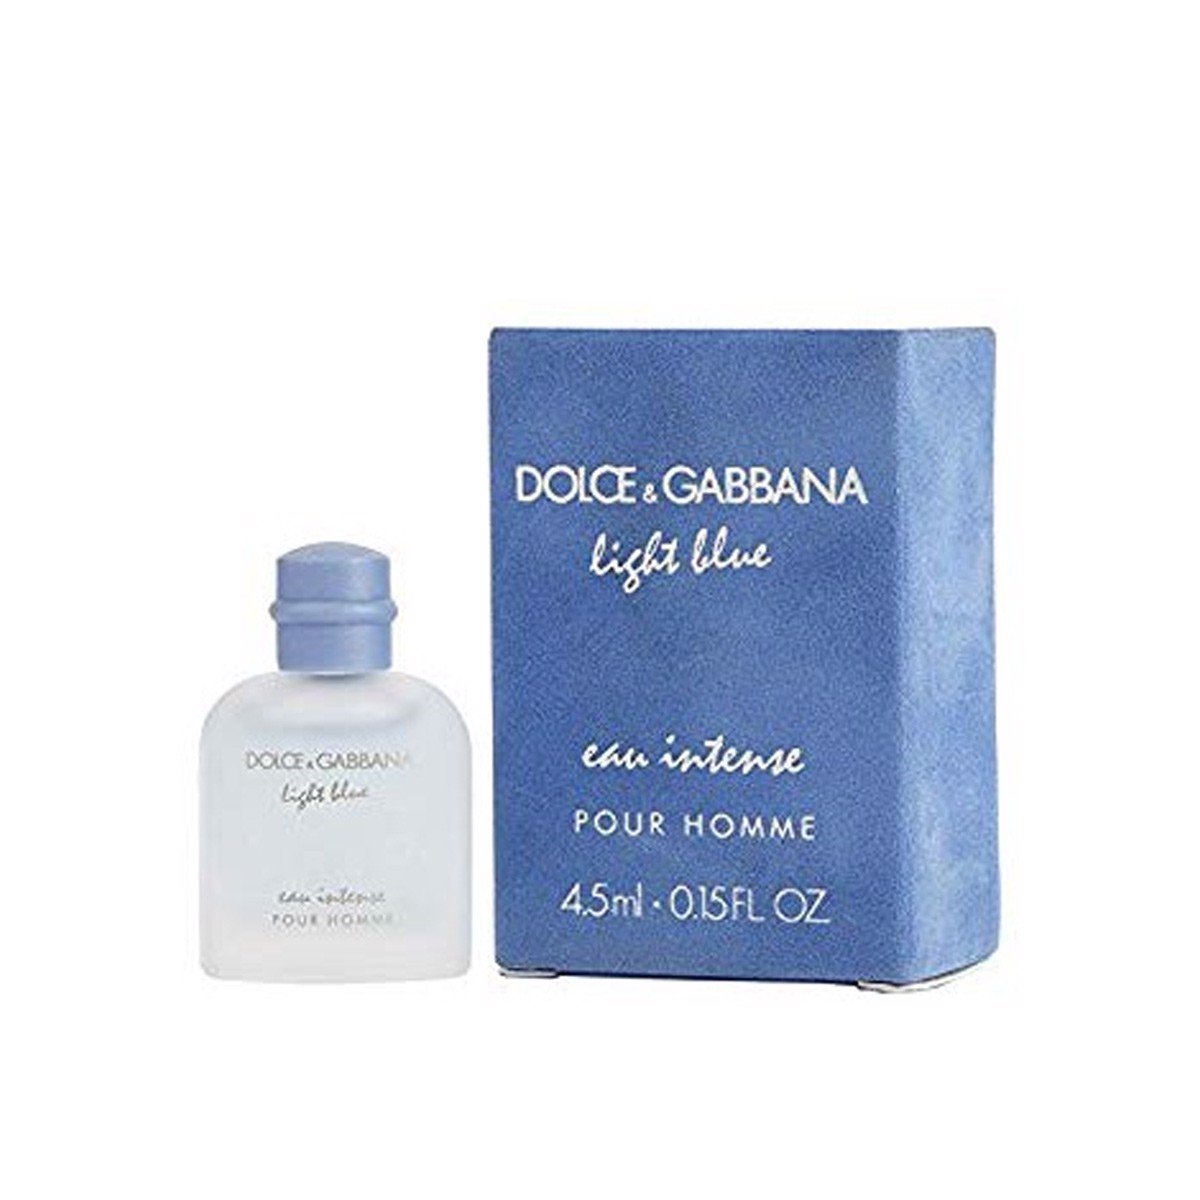 DOLCE & GABBANA
light blue
eau intense
POUR HOMME
DOLCE & GABBANA
light blue
eau intense
POUR HOMME
4.5ml • 0.15FL OZ